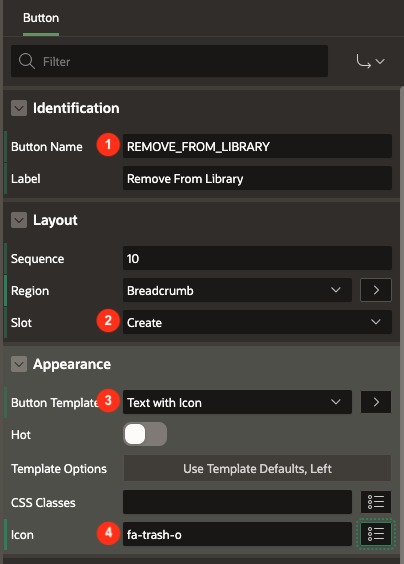 Button
Filter
Identification
Button Name 1 REMOVE_FROM_LIBRARY
Label Remove From Library
Layout
Sequence 10
Region Breadcrumb
Slot 2 Create
Appearance
Button Template 3 Text with Icon
Hot
Template Options Use Template Defaults, Left
CSS Classes
Icon 4 fa-trash-o